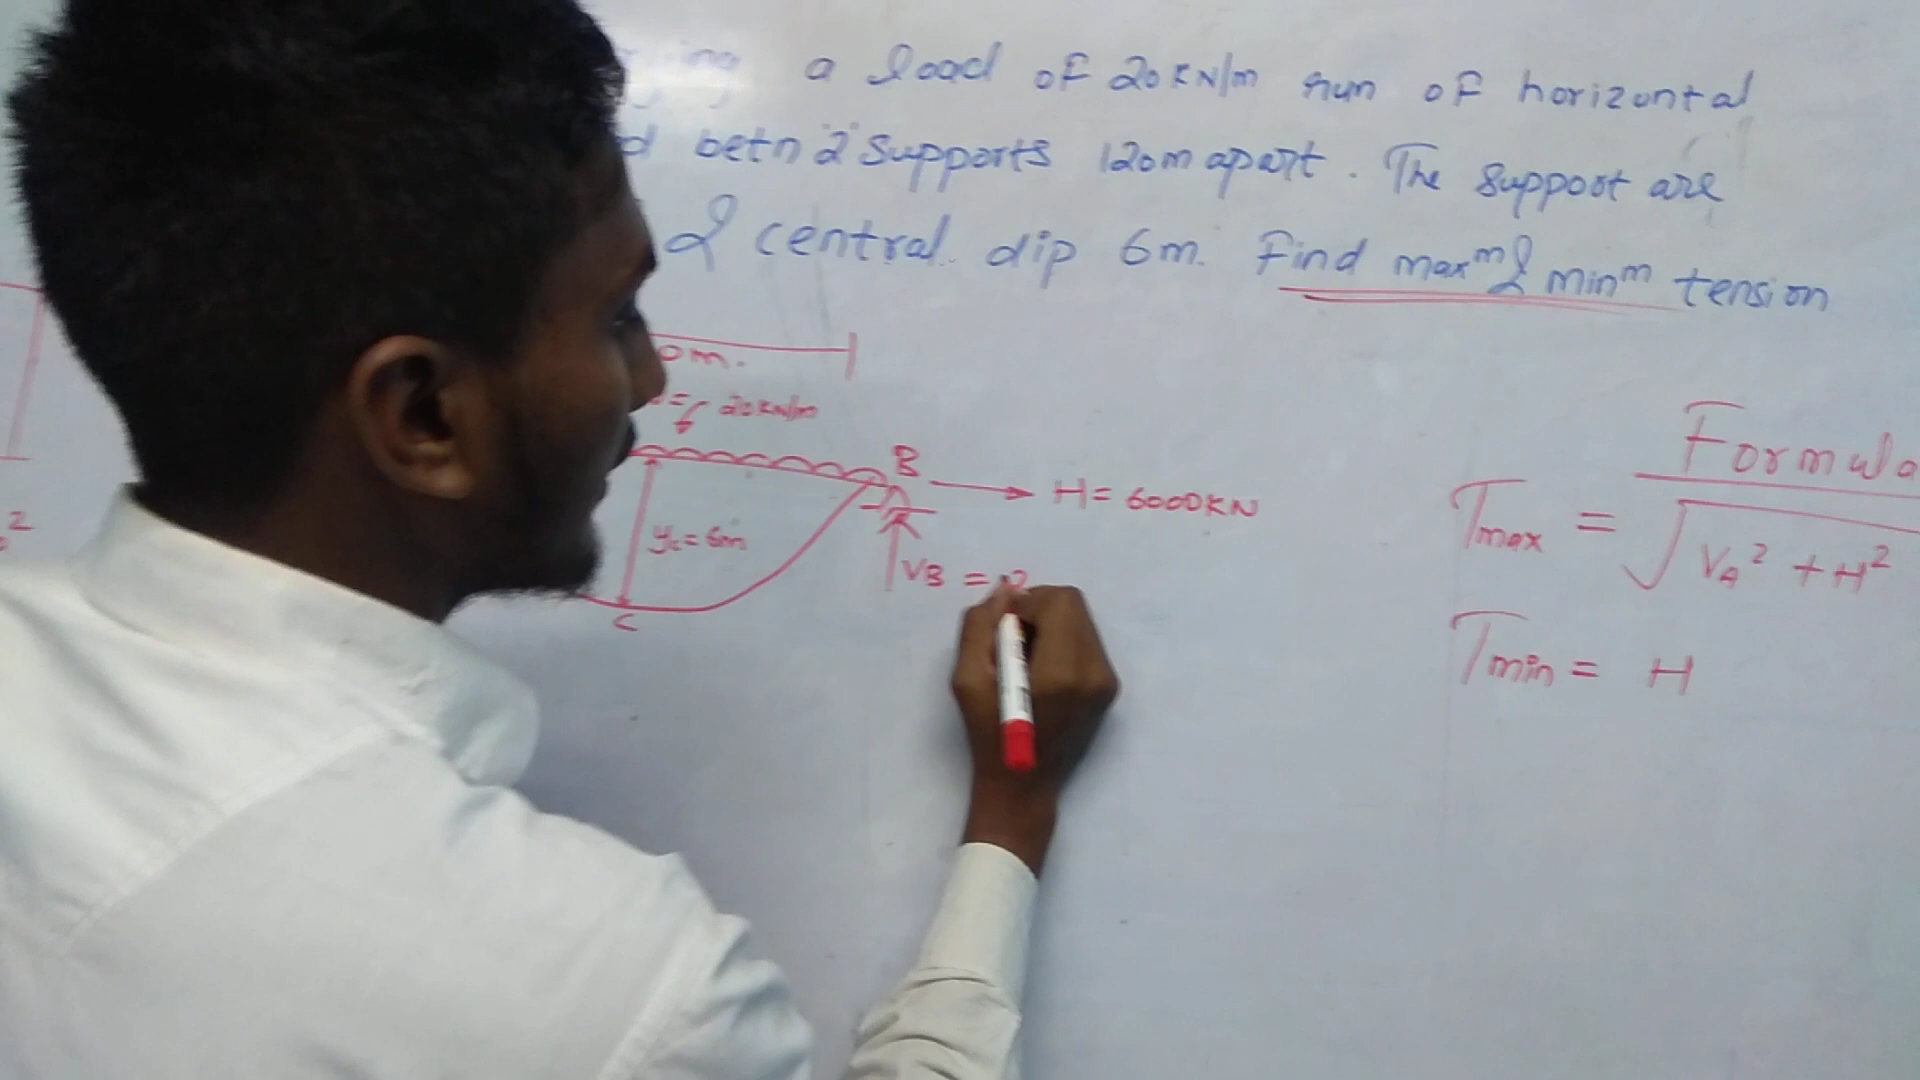 a load of 20KN/m run of horizontal
betn 2 supports 120m apart. The support are
& central dip 6m. Find maxᵐ & minᵐ tension
0m.
20KN/m
B
H = 6000KN
Formula
yc = 6m
VB =
C
Tmax = √VA² + H²
Tmin = H
2